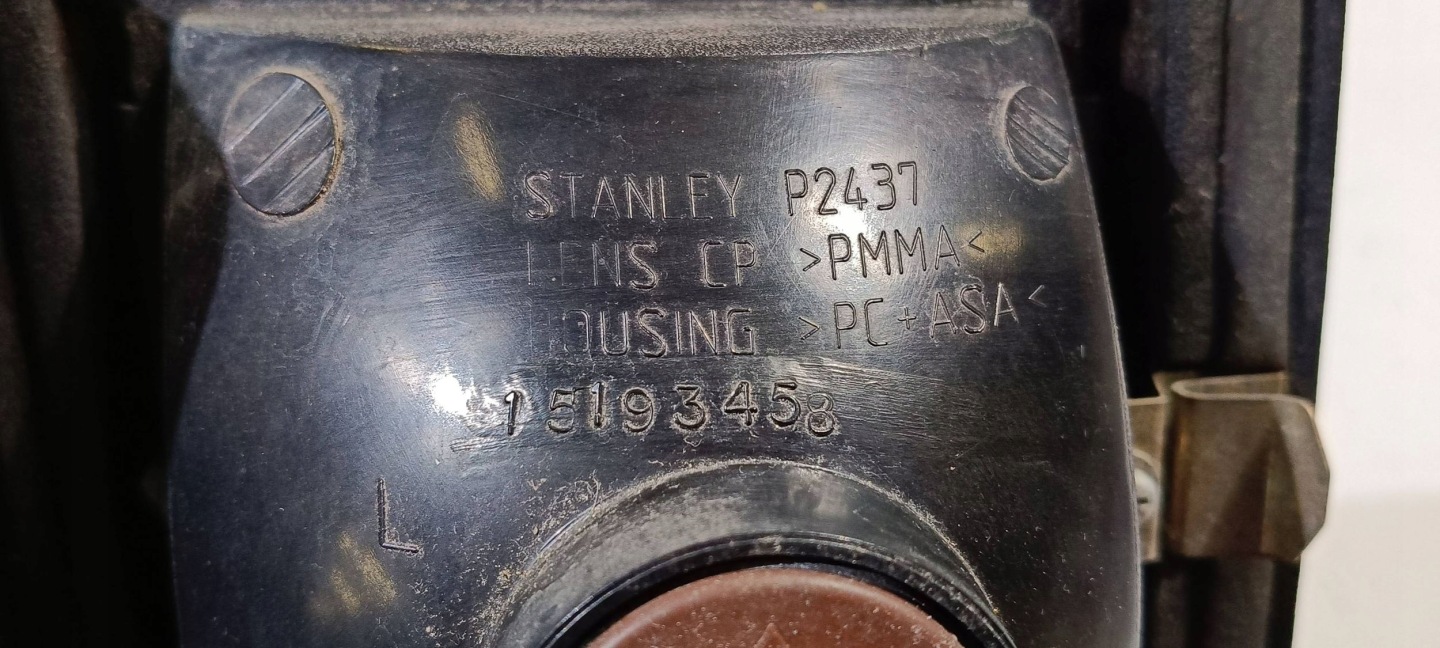 STANLEY P2437
LENS CP >PMMA<
HOUSING >PC+ASA<
15193458
L